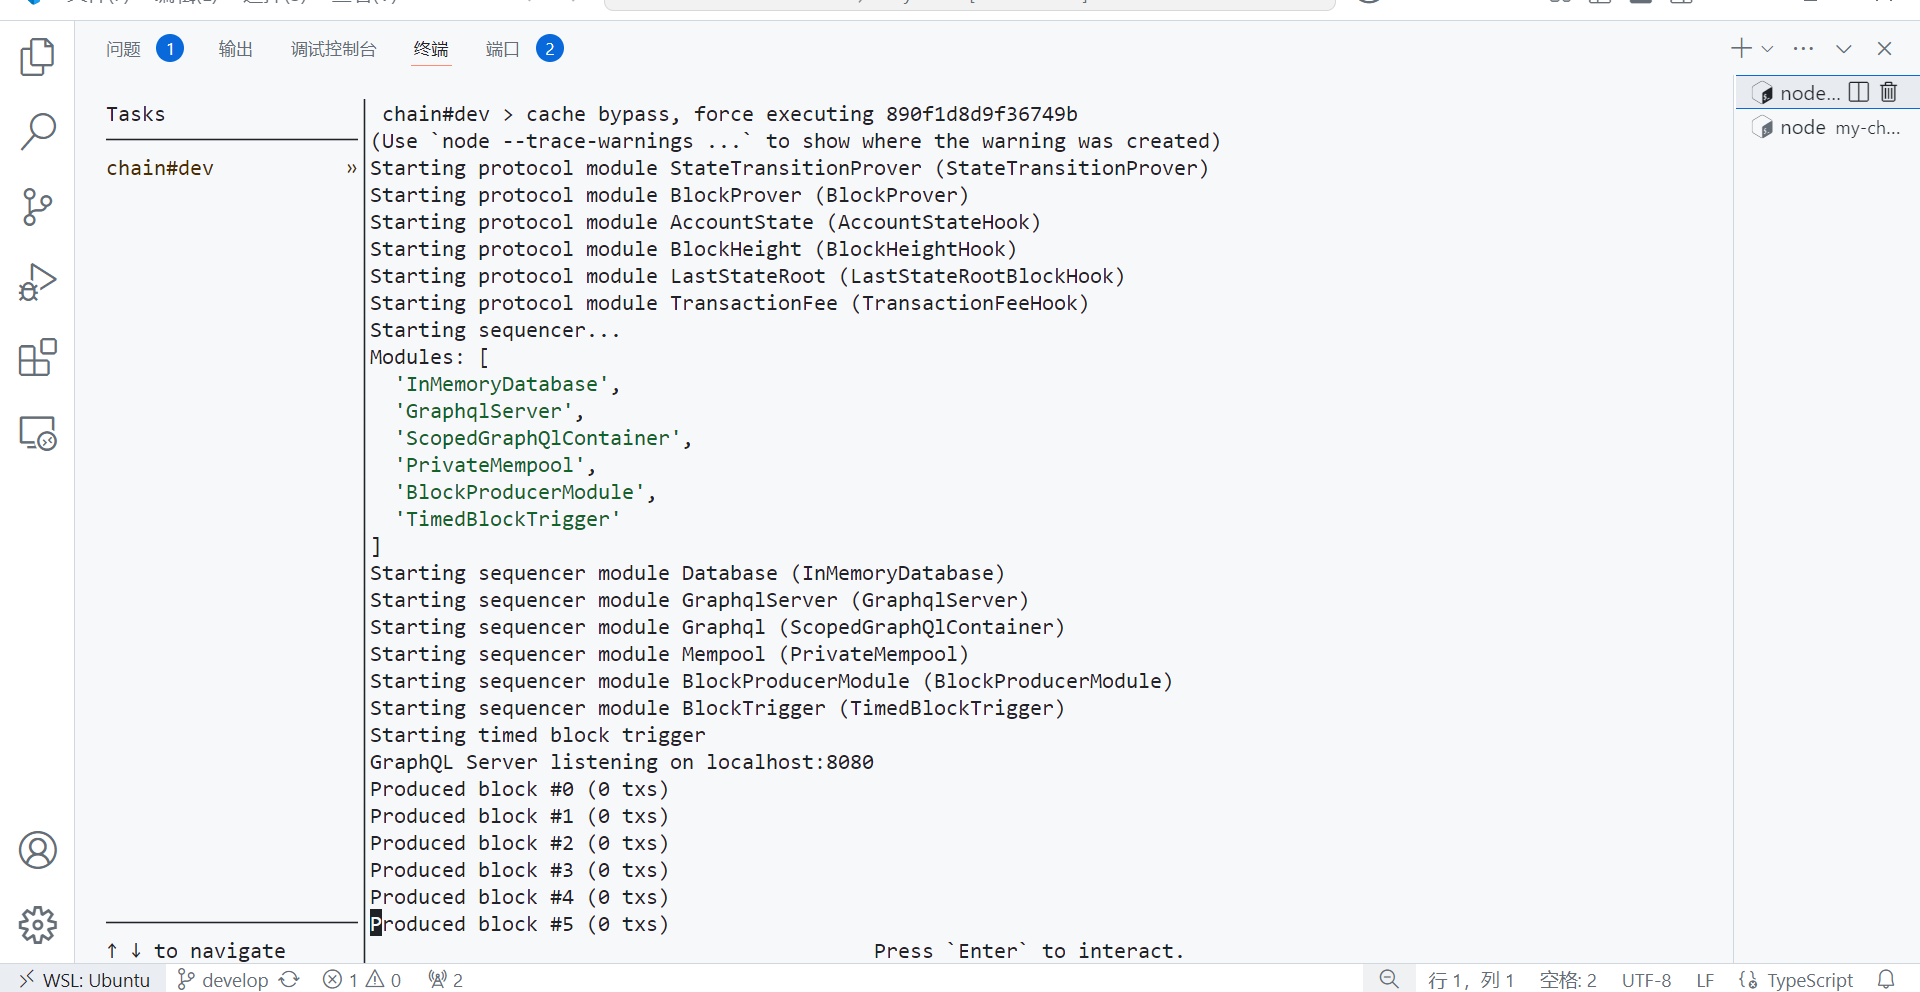 问题 1 输出 调试控制台 终端 端口 2
Tasks
chain#dev »
chain#dev > cache bypass, force executing 890f1d8d9f36749b
(Use `node --trace-warnings ...` to show where the warning was created)
Starting protocol module StateTransitionProver (StateTransitionProver)
Starting protocol module BlockProver (BlockProver)
Starting protocol module AccountState (AccountStateHook)
Starting protocol module BlockHeight (BlockHeightHook)
Starting protocol module LastStateRoot (LastStateRootBlockHook)
Starting protocol module TransactionFee (TransactionFeeHook)
Starting sequencer...
Modules: [
'InMemoryDatabase',
'GraphqlServer',
'ScopedGraphQlContainer',
'PrivateMempool',
'BlockProducerModule',
'TimedBlockTrigger'
]
Starting sequencer module Database (InMemoryDatabase)
Starting sequencer module GraphqlServer (GraphqlServer)
Starting sequencer module Graphql (ScopedGraphQlContainer)
Starting sequencer module Mempool (PrivateMempool)
Starting sequencer module BlockProducerModule (BlockProducerModule)
Starting sequencer module BlockTrigger (TimedBlockTrigger)
Starting timed block trigger
GraphQL Server listening on localhost:8080
Produced block #0 (0 txs)
Produced block #1 (0 txs)
Produced block #2 (0 txs)
Produced block #3 (0 txs)
Produced block #4 (0 txs)
Produced block #5 (0 txs)
↑ ↓ to navigate
Press `Enter` to interact.
node...
node my-ch...
WSL: Ubuntu develop 1 0 2 行 1, 列 1 空格: 2 UTF-8 LF TypeScript